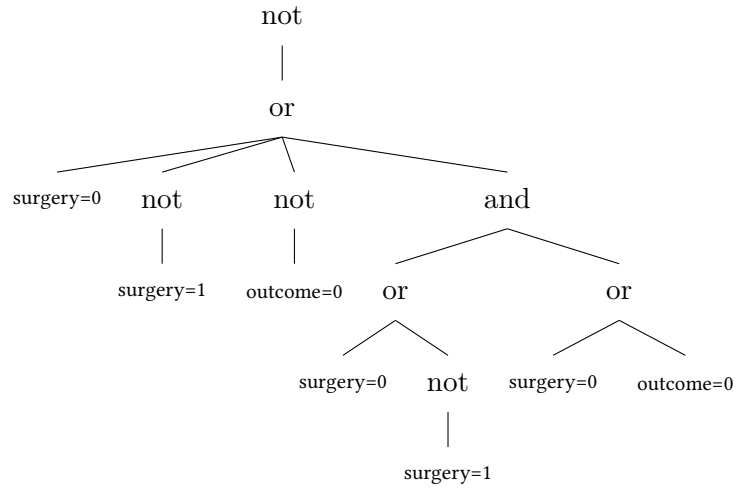 not
or
surgery=0 not not and
surgery=1 outcome=0 or or
surgery=0 not surgery=0 outcome=0
surgery=1